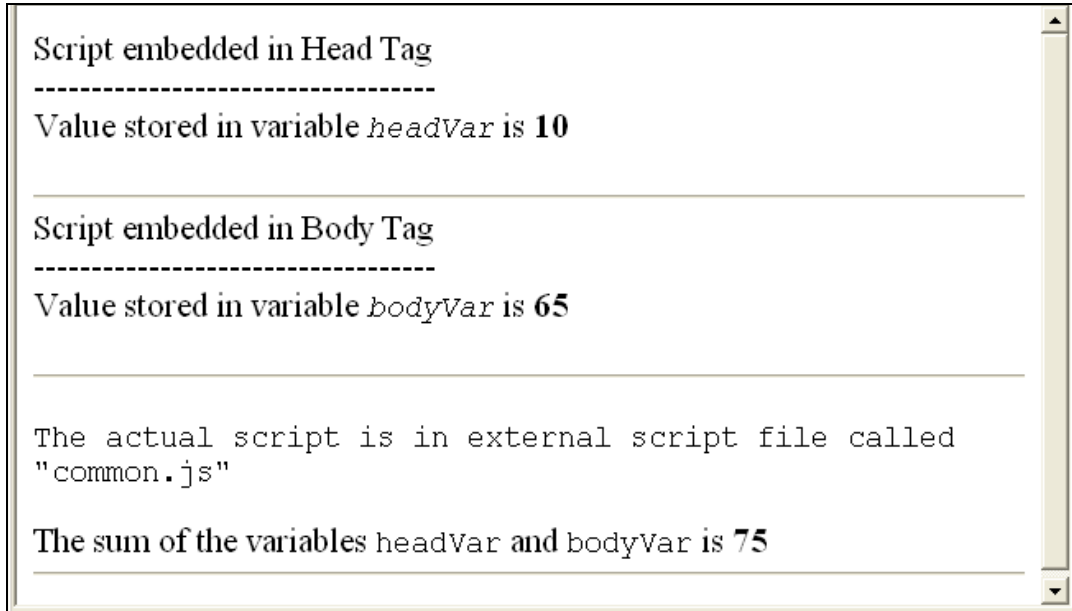 Script embedded in Head Tag
-----------------------------------
Value stored in variable headVar is 10
Script embedded in Body Tag
-----------------------------------
Value stored in variable bodyVar is 65
The actual script is in external script file called
"common.js"
The sum of the variables headVar and bodyVar is 75